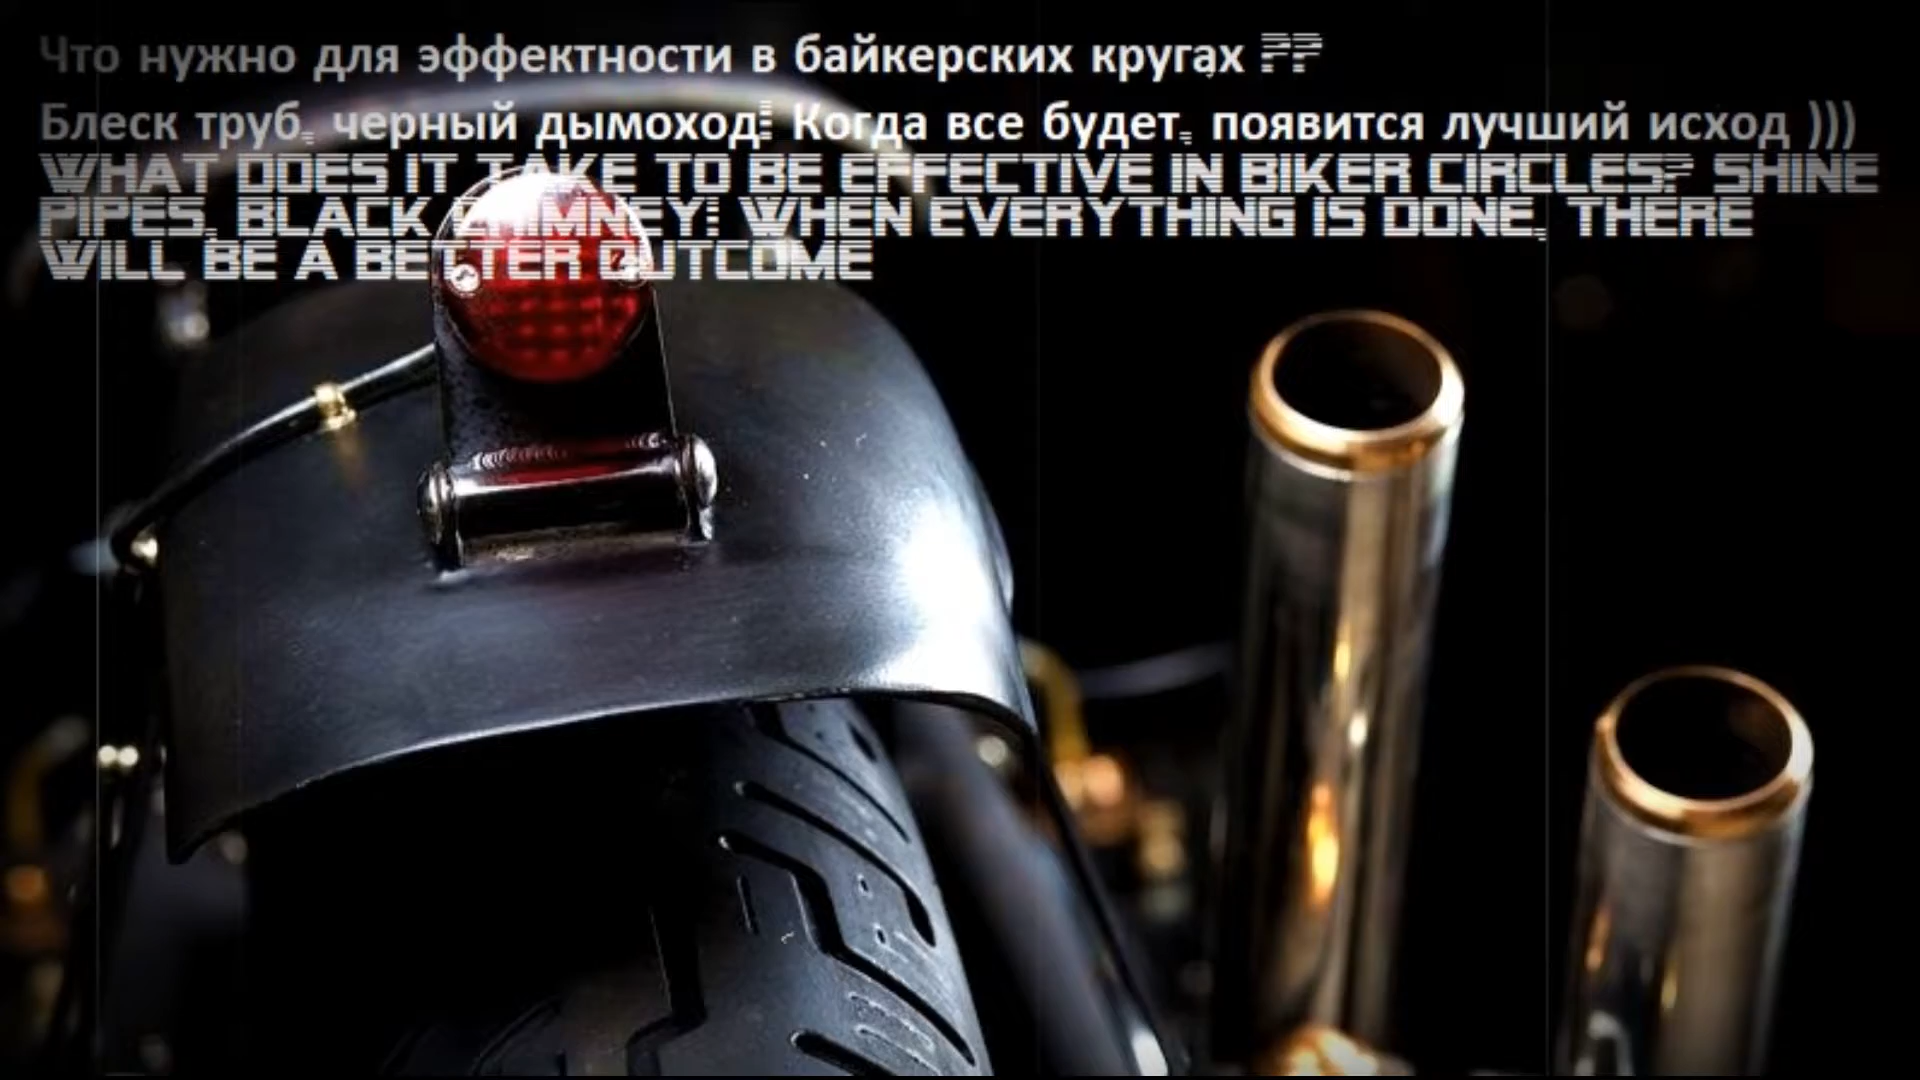 Что нужно для эффектности в байкерских кругах ??
Блеск труб, черный дымоход! Когда все будет, появится лучший исход )))
WHAT DOES IT TAKE TO BE EFFECTIVE IN BIKER CIRCLES? SHINE
PIPES, BLACK CHIMNEY! WHEN EVERYTHING IS DONE, THERE
WILL BE A BETTER OUTCOME